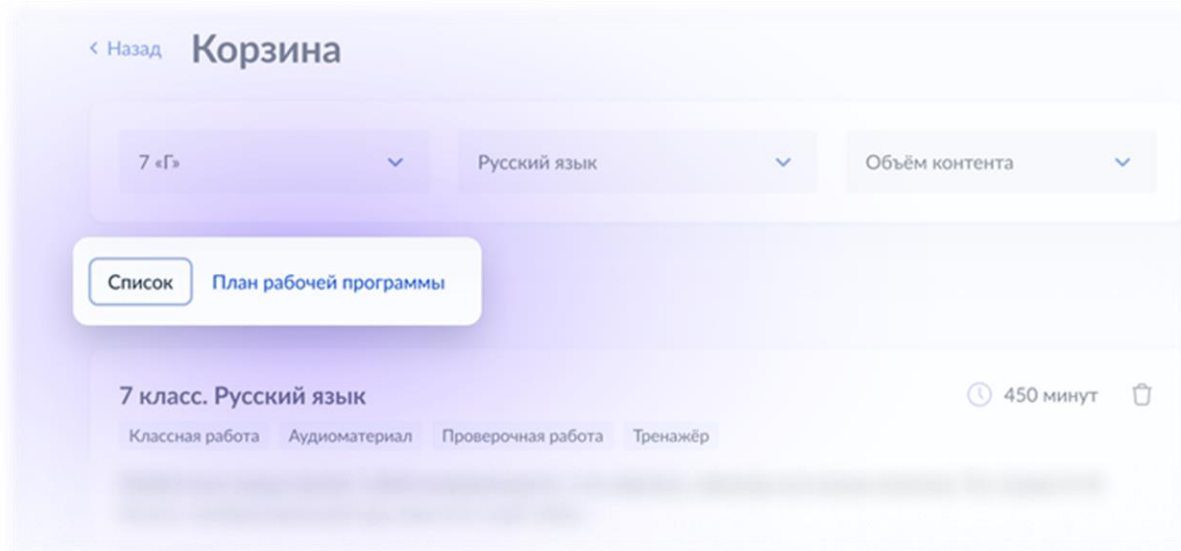 Назад Корзина
7 «Г» Русский язык Объём контента
Список План рабочей программы
7 класс. Русский язык 450 минут
Классная работа Аудиоматериал Проверочная работа Тренажёр